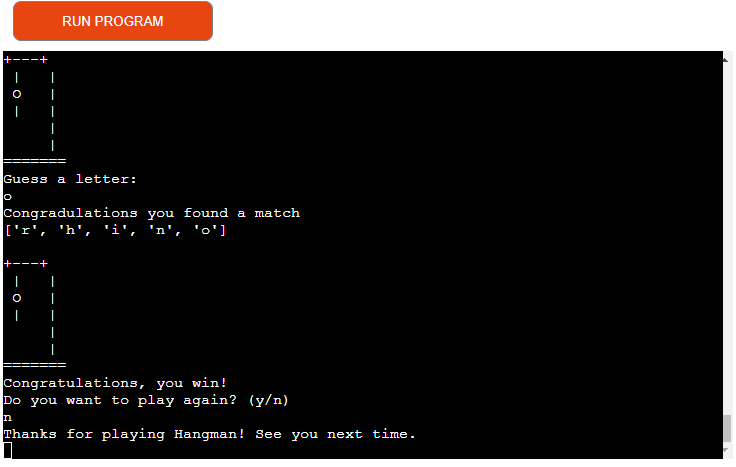 RUN PROGRAM
+---+
 |   |
 O   |
 |   |
     |
     |
=======
Guess a letter:
o
Congradulations you found a match
['r', 'h', 'i', 'n', 'o']
+---+
 |   |
 O   |
 |   |
     |
     |
=======
Congratulations, you win!
Do you want to play again? (y/n)
n
Thanks for playing Hangman! See you next time.